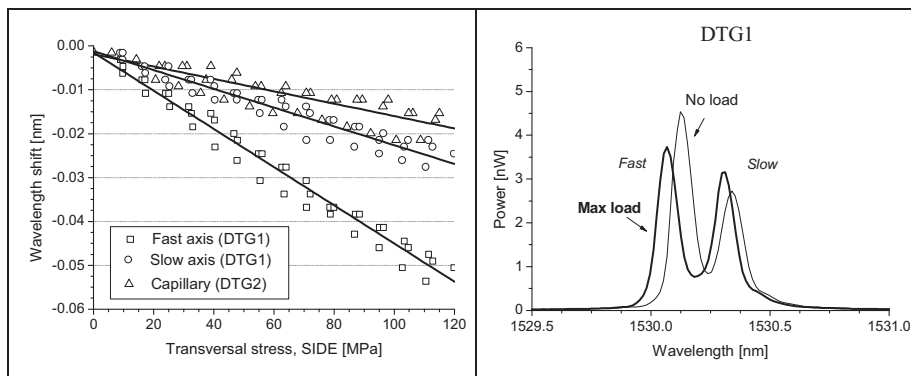 0.00
-0.01
-0.02
-0.03
-0.04
-0.05
-0.06
Wavelength shift [nm]
Fast axis (DTG1)
Slow axis (DTG1)
Capillary (DTG2)
0 20 40 60 80 100 120
Transversal stress, SIDE [MPa]
DTG1
6
5
4
3
2
1
0
Power [nW]
No load
Fast
Slow
Max load
1529.5 1530.0 1530.5 1531.0
Wavelength [nm]